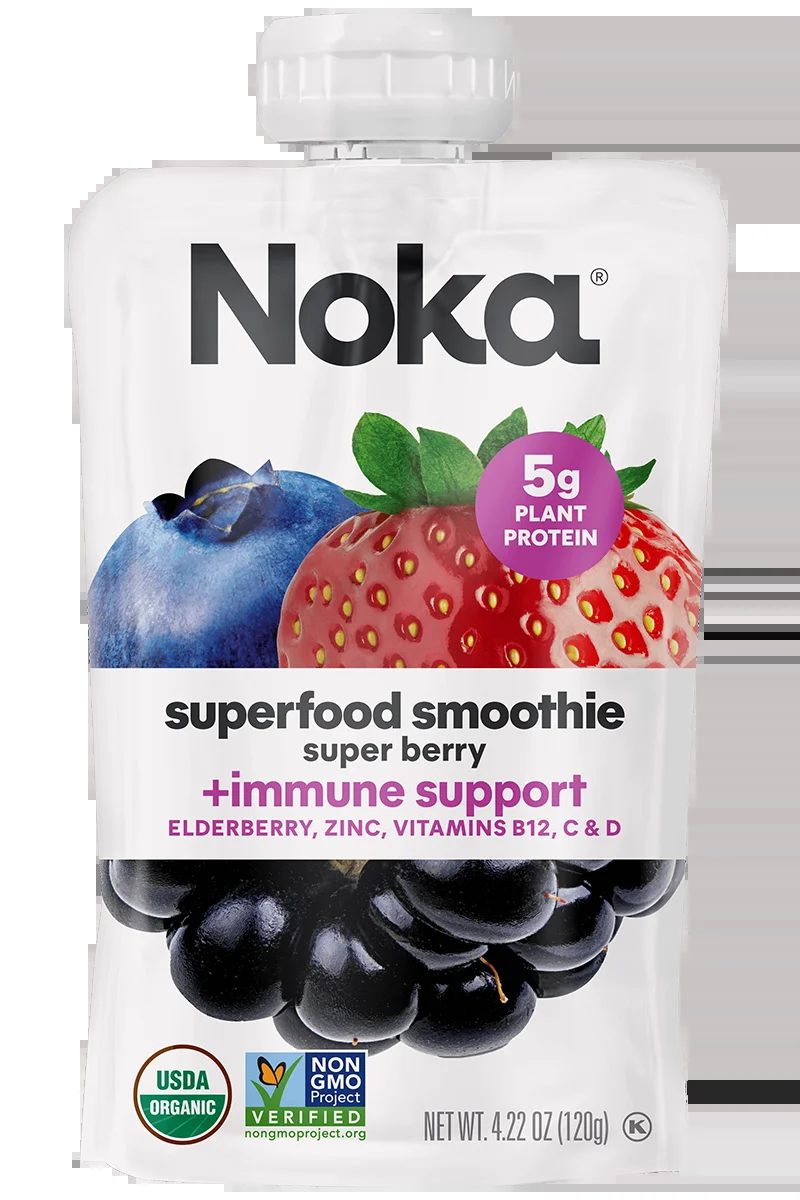 Noka®
5g
PLANT
PROTEIN
superfood smoothie
super berry
+immune support
ELDERBERRY, ZINC, VITAMINS B12, C & D
USDA
ORGANIC
NON
GMO
Project
VERIFIED
nongmoproject.org
NET WT. 4.22 OZ (120g) K